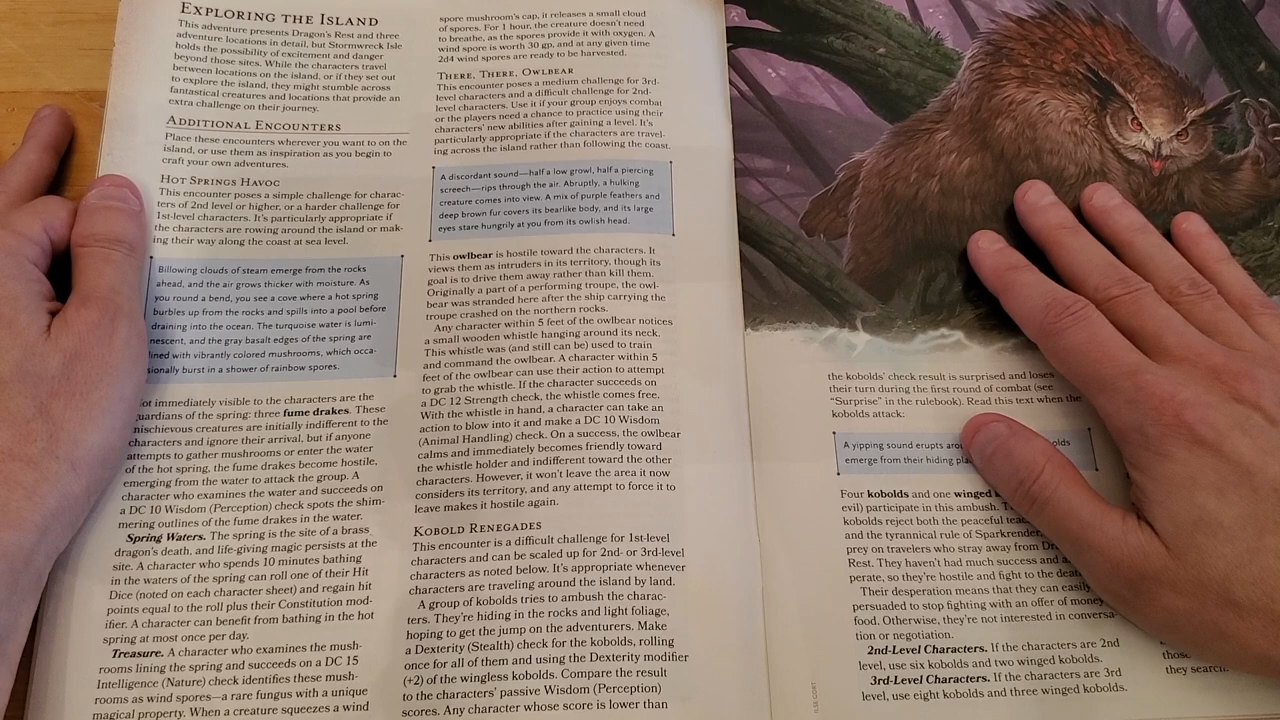 EXPLORING THE ISLAND
This adventure presents Dragon's Rest and three
adventure locations in detail, but Stormwreck Isle
holds the possibility of excitement and danger
beyond those sites. While the characters travel
between locations on the island, or if they set out
to explore the island, they might stumble across
fantastical creatures and locations that provide an
extra challenge on their journey.
ADDITIONAL ENCOUNTERS
Place these encounters wherever you want to on the
island, or use them as inspiration as you begin to
craft your own adventures.
HOT SPRINGS HAVOC
This encounter poses a simple challenge for charac-
ters of 2nd level or higher, or a harder challenge for
1st-level characters. It's particularly appropriate if
the characters are rowing around the island or mak-
ing their way along the coast at sea level.
Billowing clouds of steam emerge from the rocks
ahead, and the air grows thicker with moisture. As
you round a bend, you see a cove where a hot spring
burbles up from the rocks and spills into a pool before
draining into the ocean. The turquoise water is lumi-
nescent, and the gray basalt edges of the spring are
lined with vibrantly colored mushrooms, which occa-
sionally burst in a shower of rainbow spores.
ot immediately visible to the characters are the
guardians of the spring: three fume drakes. These
mischievous creatures are initially indifferent to the
characters and ignore their arrival, but if anyone
attempts to gather mushrooms or enter the water
of the hot spring, the fume drakes become hostile,
emerging from the water to attack the group. A
character who examines the water and succeeds on
a DC 10 Wisdom (Perception) check spots the shim-
mering outlines of the fume drakes in the water.
Spring Waters. The spring is the site of a brass
dragon's death, and life-giving magic persists at the
site. A character who spends 10 minutes bathing
in the waters of the spring can roll one of their Hit
Dice (noted on each character sheet) and regain hit
points equal to the roll plus their Constitution mod-
ifier. A character can benefit from bathing in the hot
spring at most once per day.
Treasure. A character who examines the mush-
rooms lining the spring and succeeds on a DC 15
Intelligence (Nature) check identifies these mush-
rooms as wind spores—a rare fungus with a unique
magical property. When a creature squeezes a wind
spore mushroom's cap, it releases a small cloud
of spores. For 1 hour, the creature doesn't need
to breathe, as the spores provide it with oxygen. A
wind spore is worth 30 gp, and at any given time
2d4 wind spores are ready to be harvested.
THERE, THERE, OWLBEAR
This encounter poses a medium challenge for 3rd-
level characters and a difficult challenge for 2nd-
level characters. Use it if your group enjoys combat
or the players need a chance to practice using their
characters' new abilities after gaining a level. It's
particularly appropriate if the characters are travel-
ing across the island rather than following the coast.
A discordant sound—half a low growl, half a piercing
screech—rips through the air. Abruptly, a hulking
creature comes into view. A mix of purple feathers and
deep brown fur covers its bearlike body, and its large
eyes stare hungrily at you from its owlish head.
This owlbear is hostile toward the characters. It
views them as intruders in its territory, though its
goal is to drive them away rather than kill them.
Originally a part of a performing troupe, the owl-
bear was stranded here after the ship carrying the
troupe crashed on the northern rocks.
Any character within 5 feet of the owlbear notices
a small wooden whistle hanging around its neck.
This whistle was (and still can be) used to train
and command the owlbear. A character within 5
feet of the owlbear can use their action to attempt
to grab the whistle. If the character succeeds on
a DC 12 Strength check, the whistle comes free.
With the whistle in hand, a character can take an
action to blow into it and make a DC 10 Wisdom
(Animal Handling) check. On a success, the owlbear
calms and immediately becomes friendly toward
the whistle holder and indifferent toward the other
characters. However, it won't leave the area it now
considers its territory, and any attempt to force it to
leave makes it hostile again.
KOBOLD RENEGADES
This encounter is a difficult challenge for 1st-level
characters and can be scaled up for 2nd- or 3rd-level
characters as noted below. It's appropriate whenever
characters are traveling around the island by land.
A group of kobolds tries to ambush the charac-
ters. They're hiding in the rocks and light foliage,
hoping to get the jump on the adventurers. Make
a Dexterity (Stealth) check for the kobolds, rolling
once for all of them and using the Dexterity modifier
(+2) of the wingless kobolds. Compare the result
to the characters' passive Wisdom (Perception)
scores. Any character whose score is lower than
the kobolds' check result is surprised and loses
their turn during the first round of combat (see
"Surprise" in the rulebook). Read this text when the
kobolds attack:
A yipping sound erupts aro olds
emerge from their hiding pla
Four kobolds and one winged k
evil) participate in this ambush. T
kobolds reject both the peaceful teac
and the tyrannical rule of Sparkrender,
prey on travelers who stray away from Dr
Rest. They haven't had much success and a
perate, so they're hostile and fight to the death
Their desperation means that they can easily
persuaded to stop fighting with an offer of money
food. Otherwise, they're not interested in conversa-
tion or negotiation.
2nd-Level Characters. If the characters are 2nd
level, use six kobolds and two winged kobolds.
3rd-Level Characters. If the characters are 3rd
level, use eight kobolds and three winged kobolds.
those
they search.
ILSE GORT